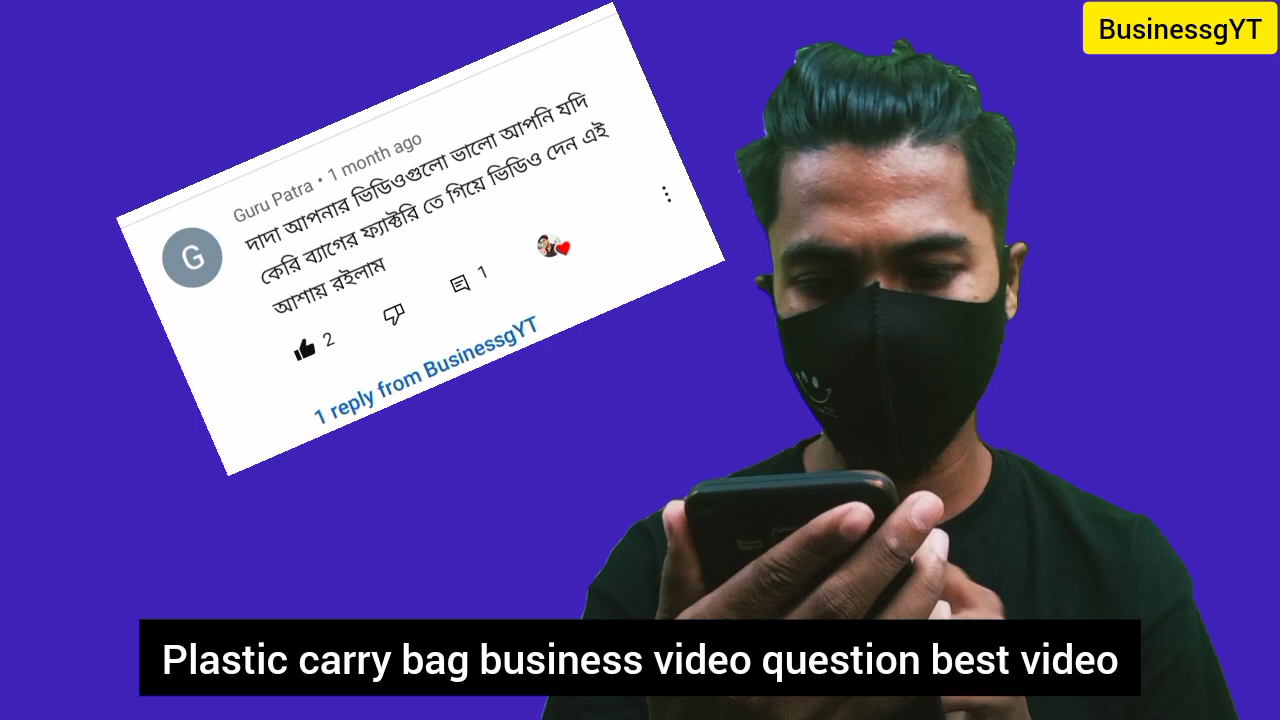 BusinessgYT
Guru Patra • 1 month ago
দাদা আপনার ভিডিওগুলো ভালো আপনি যদি
কেরি ব্যাগের ফ্যাক্টরি তে গিয়ে ভিডিও দেন এই
আশায় রইলাম
G
2
1
1 reply from BusinessgYT
Plastic carry bag business video question best video